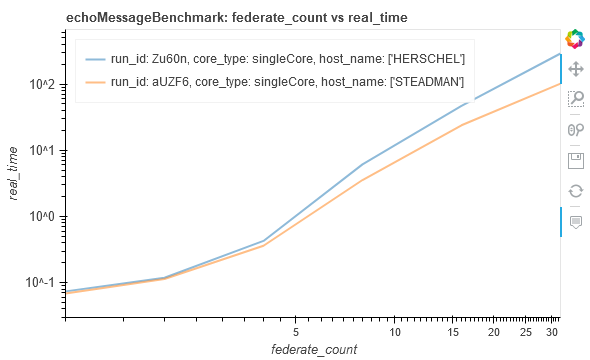 echoMessageBenchmark: federate_count vs real_time
run_id: Zu60n, core_type: singleCore, host_name: ['HERSCHEL']
run_id: aUZF6, core_type: singleCore, host_name: ['STEADMAN']
real_time
10^2
10^1
10^0
10^-1
5 10 15 20 25 30
federate_count